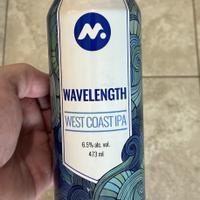 WAVELENGTH
WEST COAST IPA
6.5% alc. vol.
473 ml